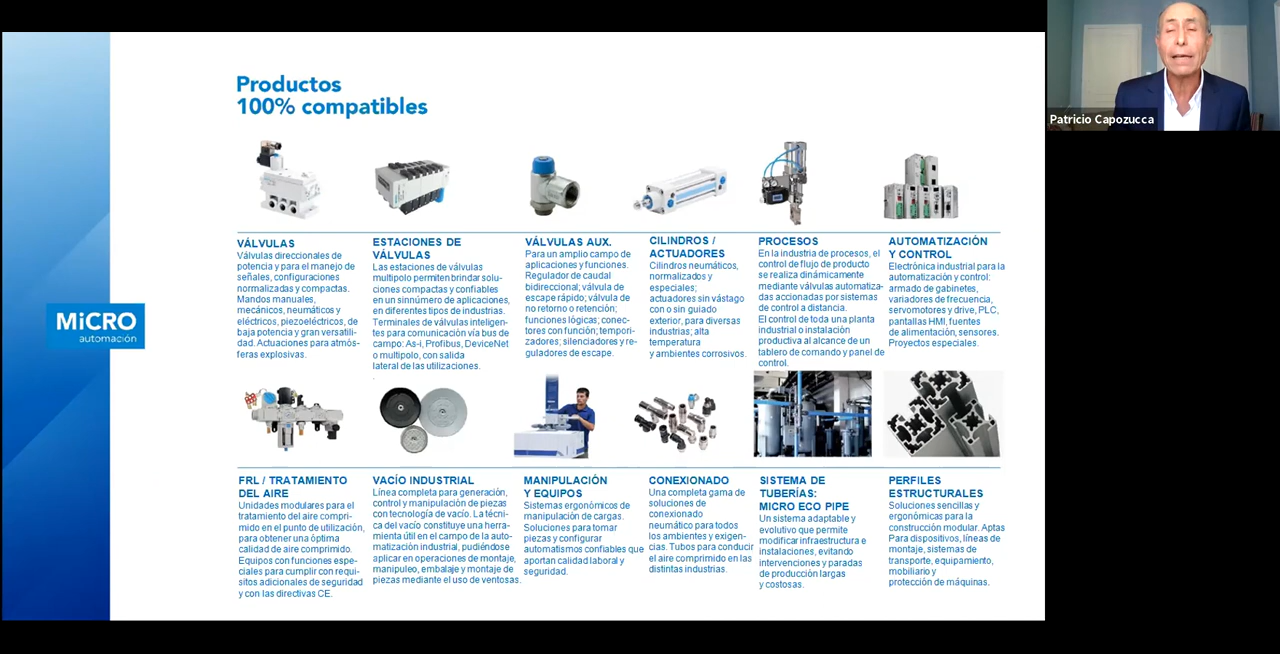 Productos
100% compatibles
VÁLVULAS
Válvulas direccionales de
potencia y para el manejo de
señales, configuraciones
normalizadas y compactas.
Mandos manuales,
mecánicos, neumáticos y
eléctricos, piezoeléctricos, de
baja potencia y gran versatili-
dad. Actuaciones para atmós-
feras explosivas.
ESTACIONES DE
VÁLVULAS
Las estaciones de válvulas
multipolo permiten brindar solu-
ciones compactas y confiables
en un sinnúmero de aplicaciones,
en diferentes tipos de industrias.
Terminales de válvulas inteligen-
tes para comunicación vía bus de
campo: As-i, Profibus, DeviceNet
o multipolo, con salida
lateral de las utilizaciones.
.
VÁLVULAS AUX.
Para un amplio campo de
aplicaciones y funciones.
Regulador de caudal
bidireccional; válvula de
escape rápido; válvula de
no retorno o retención;
funciones lógicas; conec-
tores con función; tempori-
zadores; silenciadores y re-
guladores de escape.
CILINDROS /
ACTUADORES
Cilindros neumáticos,
normalizados y
especiales;
actuadores sin vástago
con o sin guiado
exterior, para diversas
industrias; alta
temperatura
y ambientes corrosivos.
PROCESOS
En la industria de procesos, el
control de flujo de producto
se realiza dinámicamente
mediante válvulas automatiza-
das accionadas por sistemas
de control a distancia.
El control de toda una planta
industrial o instalación
productiva al alcance de un
tablero de comando y panel de
control.
AUTOMATIZACIÓN
Y CONTROL
Electrónica industrial para la
automatización y control:
armado de gabinetes,
variadores de frecuencia,
servomotores y drive, PLC,
pantallas HMI, fuentes
de alimentación, sensores.
Proyectos especiales.
MiCRO
automación
FRL / TRATAMIENTO
DEL AIRE
Unidades modulares para el
tratamiento del aire compri-
mido en el punto de utilización,
para obtener una óptima
calidad de aire comprimido.
Equipos con funciones espe-
ciales para cumplir con requi-
sitos adicionales de seguridad
y con las directivas CE.
VACÍO INDUSTRIAL
Línea completa para generación,
control y manipulación de piezas
con tecnología de vacío. La técni-
ca del vacío constituye una herra-
mienta útil en el campo de la auto-
matización industrial, pudiéndose
aplicar en operaciones de montaje,
manipuleo, embalaje y montaje de
piezas mediante el uso de ventosas.
MANIPULACIÓN
Y EQUIPOS
Sistemas ergonómicos de
manipulación de cargas.
Soluciones para tomar
piezas y configurar
automatismos confiables que
aportan calidad laboral y
seguridad.
CONEXIONADO
Una completa gama de
soluciones de
conexionado
neumático para todos
los ambientes y exigen-
cias. Tubos para conducir
el aire comprimido en las
distintas industrias.
SISTEMA DE
TUBERÍAS:
MICRO ECO PIPE
Un sistema adaptable y
evolutivo que permite
modificar infraestructura e
instalaciones, evitando
intervenciones y paradas
de producción largas
y costosas.
PERFILES
ESTRUCTURALES
Soluciones sencillas y
ergonómicas para la
construcción modular. Aptas
Para dispositivos, líneas de
montaje, sistemas de
transporte, equipamiento,
mobiliario y
protección de máquinas.
Patricio Capozucca